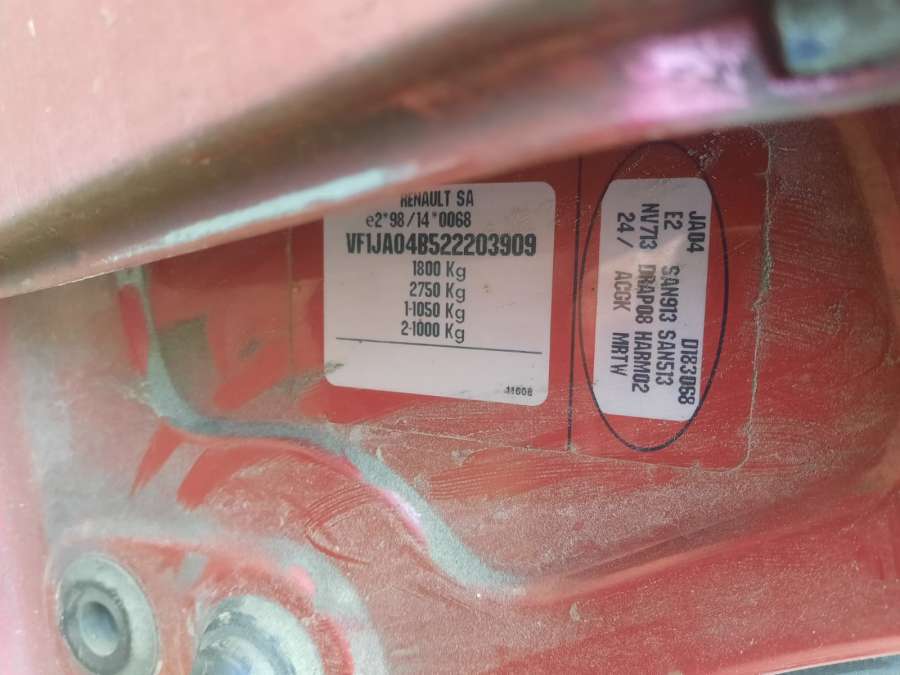 RENAULT SA
e2*98/14*0068
VF1JA04B522203909
1800 Kg
2750 Kg
1-1050 Kg
2-1000 Kg
11608
JA04 D183068
E2 SAN913 SAN513
NV713 DRAP08 HARM02
24/ ACGK MRTW